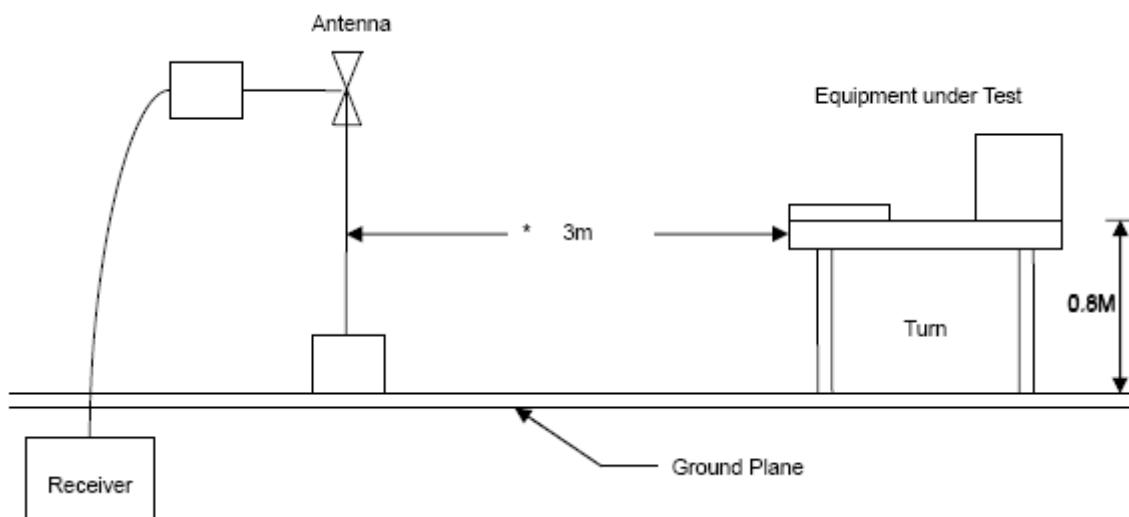 Antenna
Equipment under Test
* 3m
0.8M
Turn
Ground Plane
Receiver